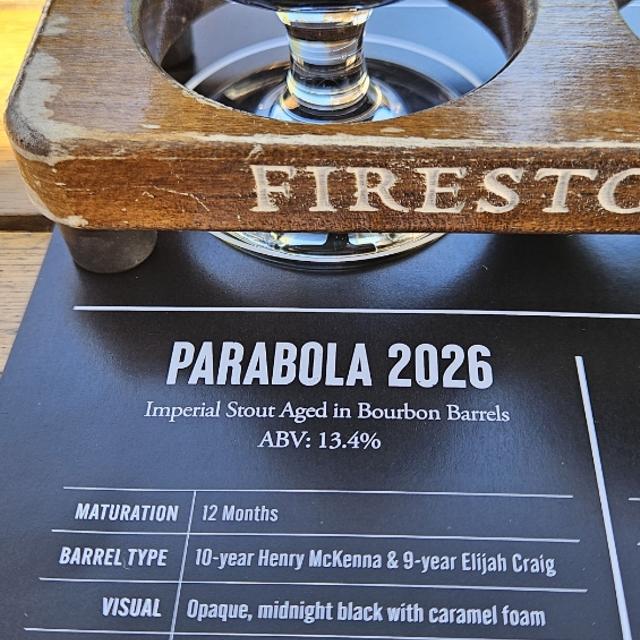 FIRESTO
PARABOLA 2026
Imperial Stout Aged in Bourbon Barrels
ABV: 13.4%
MATURATION 12 Months
BARREL TYPE 10-year Henry McKenna & 9-year Elijah Craig
VISUAL Opaque, midnight black with caramel foam